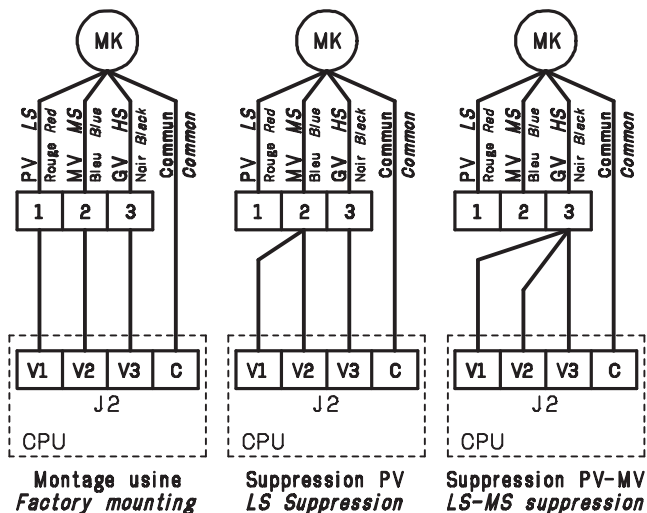 MK MK MK
PV LS
Rouge Red
MV MS
Bleu Blue
GV HS
Noir Black
Commun
Common
PV LS
Rouge Red
MV MS
Bleu Blue
GV HS
Noir Black
Commun
Common
PV LS
Rouge Red
MV MS
Bleu Blue
GV HS
Noir Black
Commun
Common
1 2 3 1 2 3 1 2 3
V1 V2 V3 C V1 V2 V3 C V1 V2 V3 C
J2 J2 J2
CPU CPU CPU
Montage usine Suppression PV Suppression PV-MV
Factory mounting LS Suppression LS-MS suppression